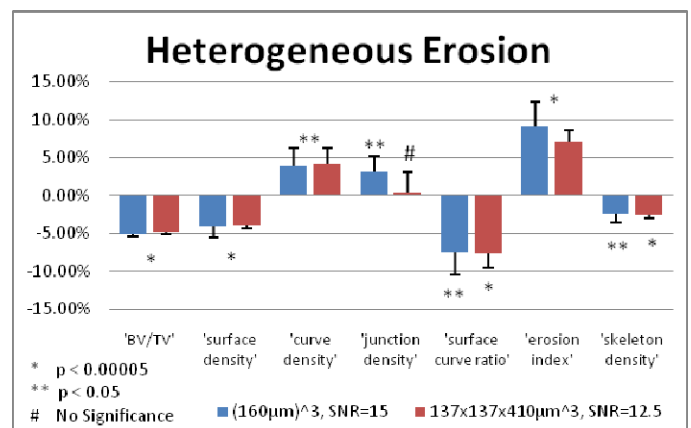 Heterogeneous Erosion
15.00%
10.00%
5.00%
0.00%
-5.00%
-10.00%
-15.00%
** ** # *
* * ** * ** *
'BV/TV' 'surface density' 'curve density' 'junction density' 'surface curve ratio' 'erosion index' 'skeleton density'
* p < 0.00005
** p < 0.05
# No Significance
(160µm)^3, SNR=15 137x137x410µm^3, SNR=12.5